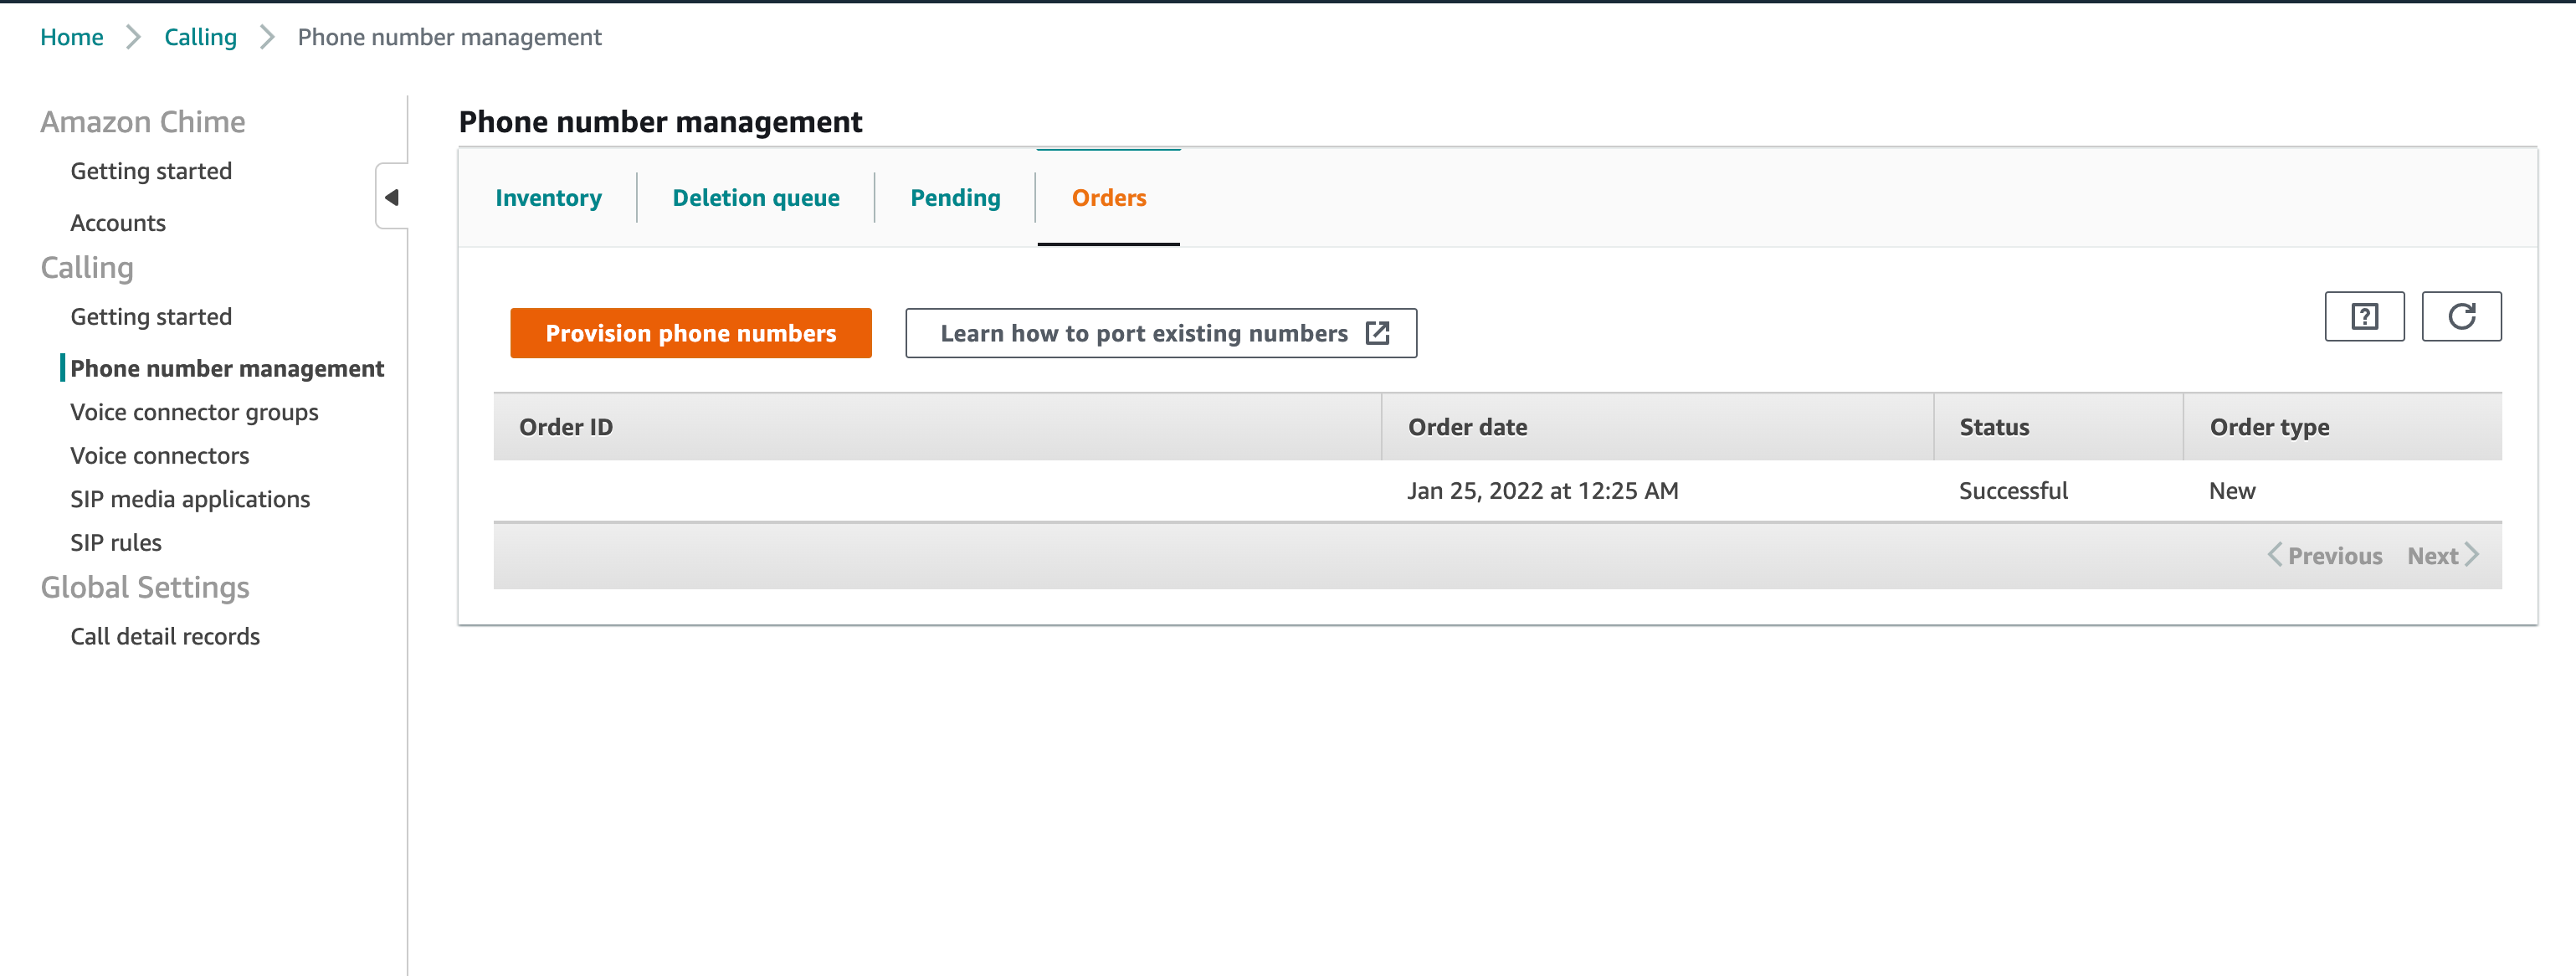 Home > Calling > Phone number management
Amazon Chime
Getting started
Accounts
Calling
Getting started
Phone number management
Voice connector groups
Voice connectors
SIP media applications
SIP rules
Global Settings
Call detail records
Phone number management
Inventory Deletion queue Pending Orders
Provision phone numbers Learn how to port existing numbers
Order ID Order date Status Order type
Jan 25, 2022 at 12:25 AM Successful New
Previous Next